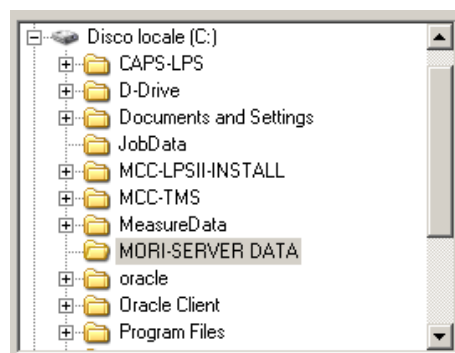 Disco locale (C:)
CAPS-LPS
D-Drive
Documents and Settings
JobData
MCC-LPSII-INSTALL
MCC-TMS
MeasureData
MORI-SERVER DATA
oracle
Oracle Client
Program Files